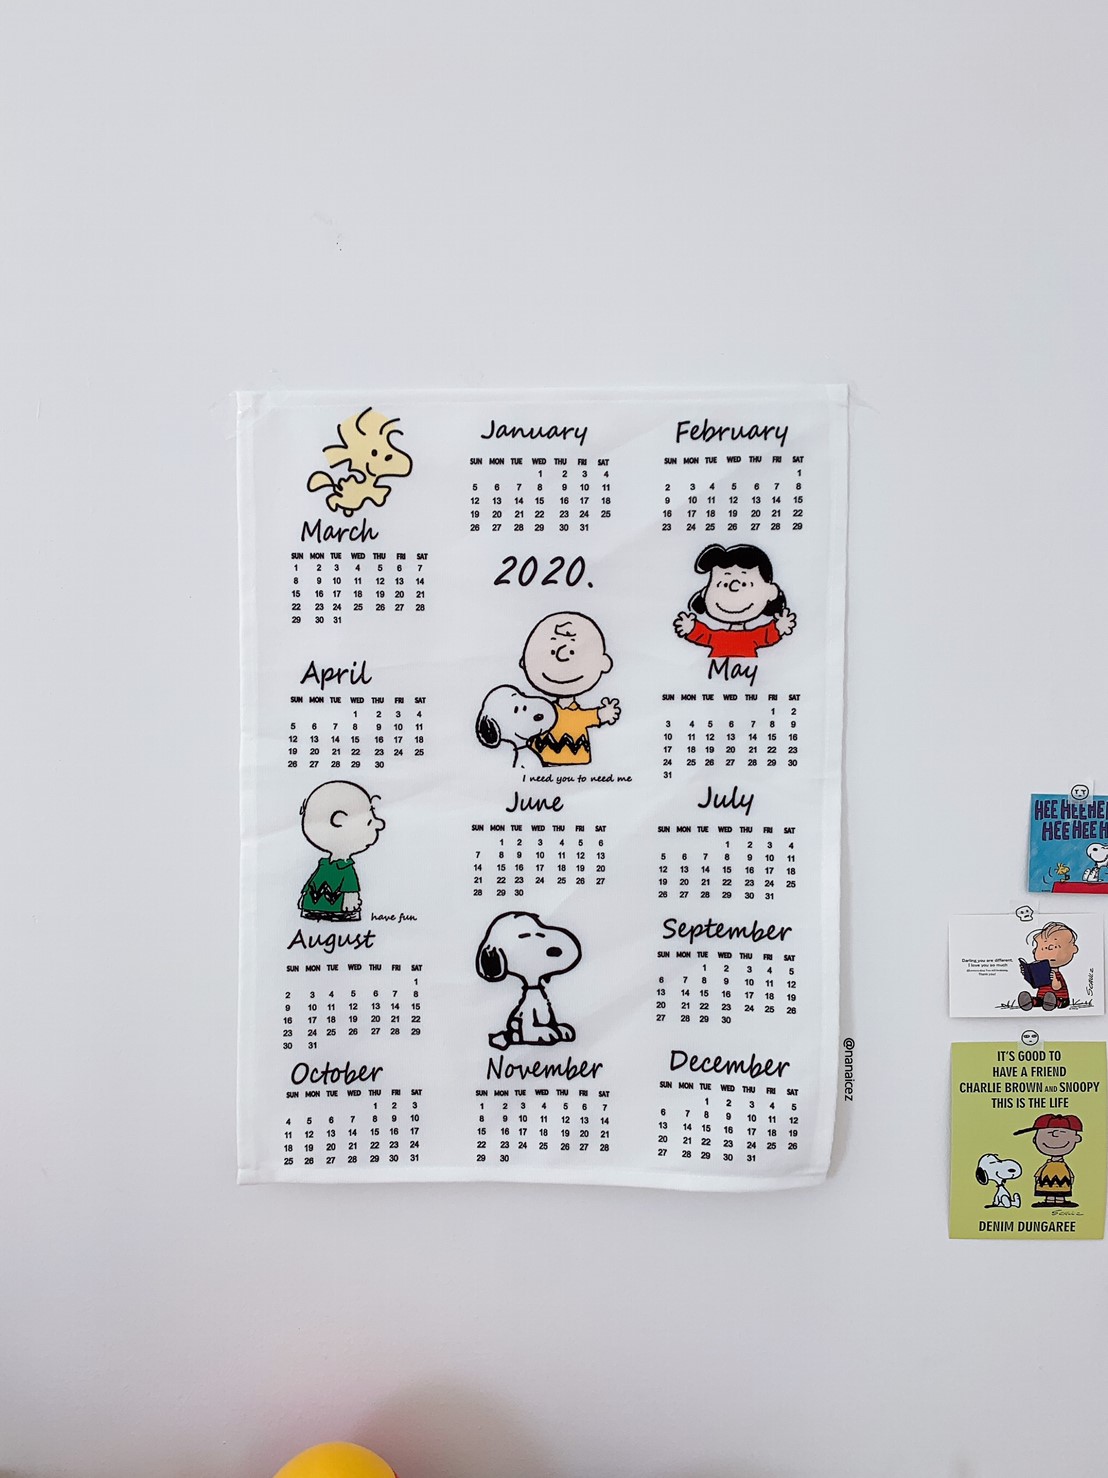 January
SUN MON TUE WED THU FRI SAT
1 2 3 4
5 6 7 8 9 10 11
12 13 14 15 16 17 18
19 20 21 22 23 24 25
26 27 28 29 30 31
February
SUN MON TUE WED THU FRI SAT
1
2 3 4 5 6 7 8
9 10 11 12 13 14 15
16 17 18 19 20 21 22
23 24 25 26 27 28 29
March
SUN MON TUE WED THU FRI SAT
1 2 3 4 5 6 7
8 9 10 11 12 13 14
15 16 17 18 19 20 21
22 23 24 25 26 27 28
29 30 31
2020.
April
SUN MON TUE WED THU FRI SAT
1 2 3 4
5 6 7 8 9 10 11
12 13 14 15 16 17 18
19 20 21 22 23 24 25
26 27 28 29 30
I need you to need me
May
SUN MON TUE WED THU FRI SAT
1 2
3 4 5 6 7 8 9
10 11 12 13 14 15 16
17 18 19 20 21 22 23
24 25 26 27 28 29 30
31
have fun
June
SUN MON TUE WED THU FRI SAT
1 2 3 4 5 6
7 8 9 10 11 12 13
14 15 16 17 18 19 20
21 22 23 24 25 26 27
28 29 30
July
SUN MON TUE WED THU FRI SAT
1 2 3 4
5 6 7 8 9 10 11
12 13 14 15 16 17 18
19 20 21 22 23 24 25
26 27 28 29 30 31
August
SUN MON TUE WED THU FRI SAT
1
2 3 4 5 6 7 8
9 10 11 12 13 14 15
16 17 18 19 20 21 22
23 24 25 26 27 28 29
30 31
September
SUN MON TUE WED THU FRI SAT
1 2 3 4 5
6 7 8 9 10 11 12
13 14 15 16 17 18 19
20 21 22 23 24 25 26
27 28 29 30
October
SUN MON TUE WED THU FRI SAT
1 2 3
4 5 6 7 8 9 10
11 12 13 14 15 16 17
18 19 20 21 22 23 24
25 26 27 28 29 30 31
November
SUN MON TUE WED THU FRI SAT
1 2 3 4 5 6 7
8 9 10 11 12 13 14
15 16 17 18 19 20 21
22 23 24 25 26 27 28
29 30
December
SUN MON TUE WED THU FRI SAT
1 2 3 4 5
6 7 8 9 10 11 12
13 14 15 16 17 18 19
20 21 22 23 24 25 26
27 28 29 30 31
@nanaicez
HEE HEE HEE
HEE HEE H
Darling,you are different,
I love you so much
Thank you!
IT'S GOOD TO
HAVE A FRIEND
CHARLIE BROWN AND SNOOPY
THIS IS THE LIFE
DENIM DUNGAREE